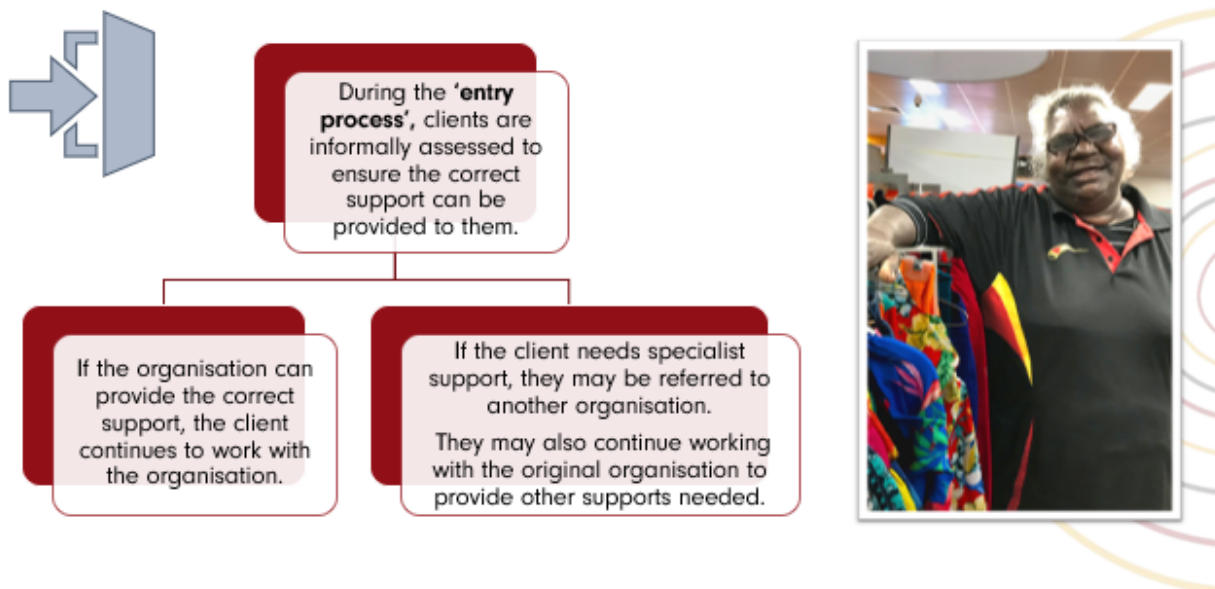 During the ‘entry
process’, clients are
informally assessed to
ensure the correct
support can be
provided to them.
If the organisation can
provide the correct
support, the client
continues to work with
the organisation.
If the client needs specialist
support, they may be referred to
another organisation.
They may also continue working
with the original organisation to
provide other supports needed.